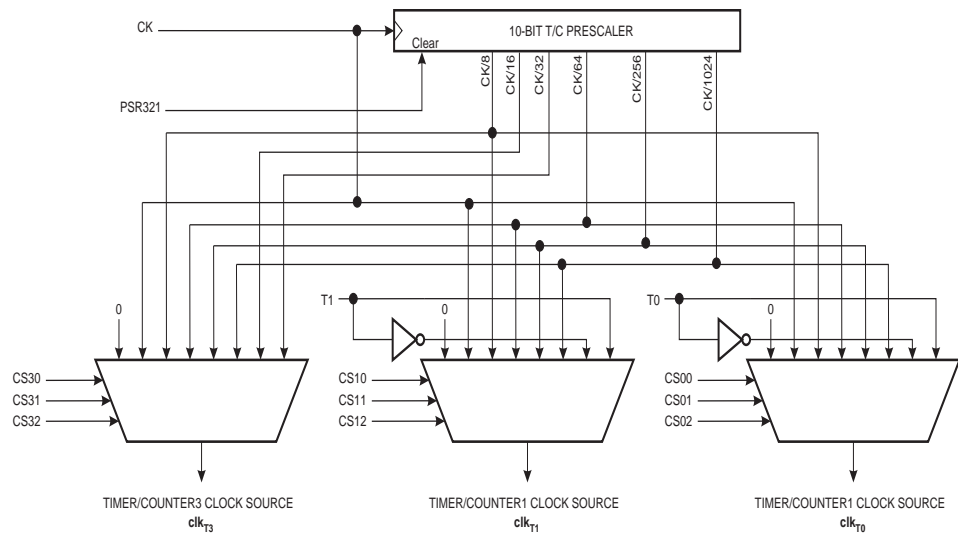 CK
10-BIT T/C PRESCALER
Clear
CK/8
CK/16
CK/32
CK/64
CK/256
CK/1024
PSR321
T1
T0
0
0
0
CS30
CS31
CS32
CS10
CS11
CS12
CS00
CS01
CS02
TIMER/COUNTER3 CLOCK SOURCE
clkT3
TIMER/COUNTER1 CLOCK SOURCE
clkT1
TIMER/COUNTER1 CLOCK SOURCE
clkT0